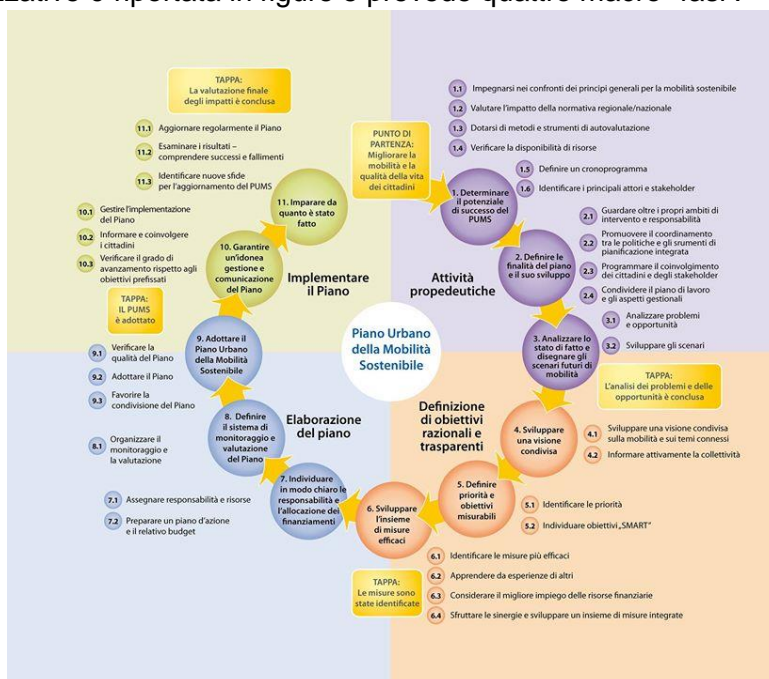 zativo è riportata in figure e prevede quattro macro-fasi :
TAPPA:
La valutazione finale
degli impatti è conclusa
11.1 Aggiornare regolarmente il Piano
11.2 Esaminare i risultati –
comprendere successi e fallimenti
11.3 Identificare nuove sfide
per l'aggiornamento del PUMS
10.1 Gestire l'implementazione
del Piano
10.2 Informare e coinvolgere
i cittadini
10.3 Verificare il grado di
avanzamento rispetto agli
obiettivi prefissati
TAPPA:
IL PUMS
è adottato
9.1 Verificare la
qualità del Piano
9.2 Adottare il Piano
9.3 Favorire la
condivisione del Piano
8.1 Organizzare il
monitoraggio e
la valutazione
7.1 Assegnare responsabilità e risorse
7.2 Preparare un piano d'azione
e il relativo budget
PUNTO DI
PARTENZA:
Migliorare la
mobilità e la
qualità della vita
dei cittadini
1.1 Impegnarsi nei confronti dei principi generali per la mobilità sostenibile
1.2 Valutare l'impatto della normativa regionale/nazionale
1.3 Dotarsi di metodi e strumenti di autovalutazione
1.4 Verificare la disponibilità di risorse
1.5 Definire un cronoprogramma
1.6 Identificare i principali attori e stakeholder
2.1 Guardare oltre i propri ambiti di
intervento e responsabilità
2.2 Promuovere il coordinamento
tra le politiche e gli srumenti di
pianificazione integrata
2.3 Programmare il coinvolgimento
dei cittadini e degli stakeholder
2.4 Condividere il piano di lavoro
e gli aspetti gestionali
3.1 Analizzare problemi
e opportunità
3.2 Sviluppare gli scenari
TAPPA:
L'analisi dei problemi e delle
opportunità è conclusa
4.1 Sviluppare una visione condivisa
sulla mobilità e sui temi connessi
4.2 Informare attivamente la collettività
5.1 Identificare le priorità
5.2 Individuare obiettivi „SMART"
6.1 Identificare le misure più efficaci
6.2 Apprendere da esperienze di altri
6.3 Considerare il migliore impiego delle risorse finanziarie
6.4 Sfruttare le sinergie e sviluppare un insieme di misure integrate
TAPPA:
Le misure sono
state identificate
1. Determinare
il potenziale
di successo del
PUMS
2. Definire le
finalità del piano
e il suo sviluppo
3. Analizzare lo
stato di fatto e
disegnare gli
scenari futuri di
mobilità
4. Sviluppare
una visione
condivisa
5. Definire
priorità e
obiettivi
misurabili
6. Sviluppare
l'insieme
di misure
efficaci
7. Individuare
in modo chiaro le
responsabilità e
l'allocazione dei
finanziamenti
8. Definire
il sistema di
monitoraggio e
valutazione
del Piano
9. Adottare il
Piano Urbano
della Mobilità
Sostenibile
10. Garantire
un'idonea
gestione e
comunicazione
del Piano
11. Imparare da
quanto è stato
fatto
Implementare
il Piano
Attività
propedeutiche
Piano Urbano
della Mobilità
Sostenibile
Elaborazione
del piano
Definizione
di obiettivi
razionali e
trasparenti